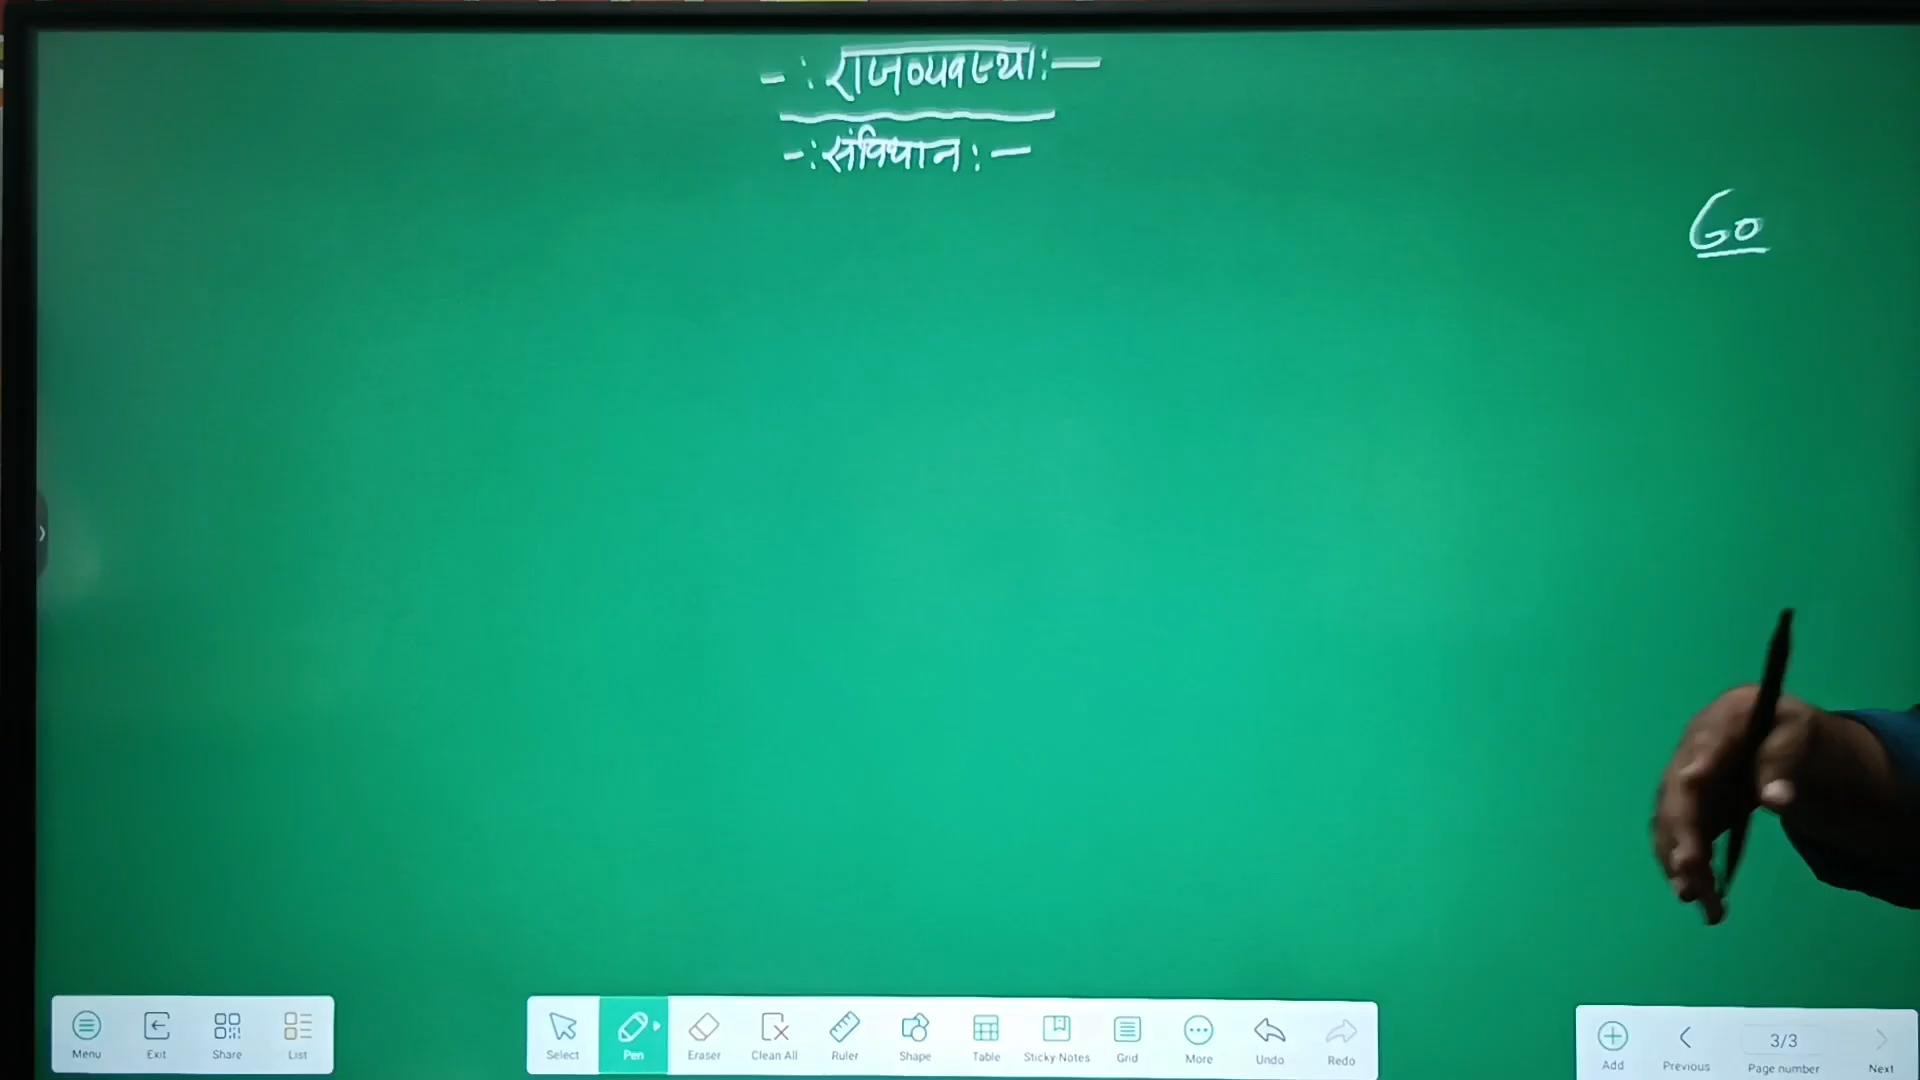 -: राजव्यवस्था :-
-: संविधान :-
60
Menu Exit Share List
Select Pen Eraser Clean All Ruler Shape Table Sticky Notes Grid More Undo Redo
Add Previous 3/3 Page number Next